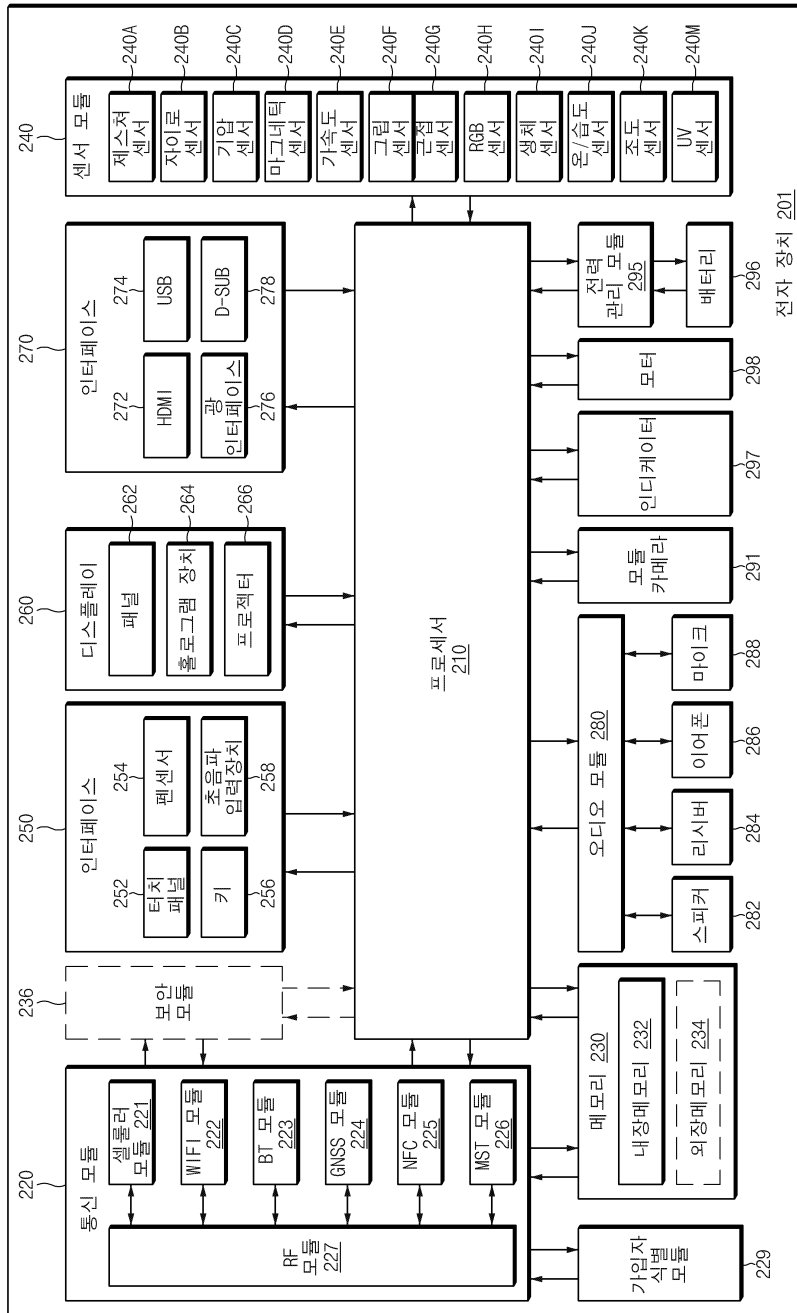 전자 장치 201
220
통신 모듈
RF
모듈 227
셀룰러
모듈 221
WIFI 모듈
222
BT 모듈
223
GNSS 모듈
224
NFC 모듈
225
MST 모듈
226
236
보안
모듈
250
인터페이스
252
터치
패널
254
펜센서
키
256
초음파
입력장치
258
260
디스플레이
패널
262
홀로그램 장치
264
프로젝터
266
270
인터페이스
272
HDMI
274
USB
광
인터페이스
276
D-SUB
278
240
센서 모듈
제스쳐
센서
240A
자이로
센서
240B
기압
센서
240C
마그네틱
센서
240D
가속도
센서
240E
그립
센서
240F
근접
센서
240G
RGB
센서
240H
생체
센서
240I
온/습도
센서
240J
조도
센서
240K
UV
센서
240M
프로세서
210
가입자
식별
모듈
229
메모리 230
내장메모리 232
외장메모리 234
오디오 모듈 280
스피커
282
리시버
284
이어폰
286
마이크
288
모듈
카메라
291
인디케이터
297
모터
298
전력
관리 모듈
295
배터리
296